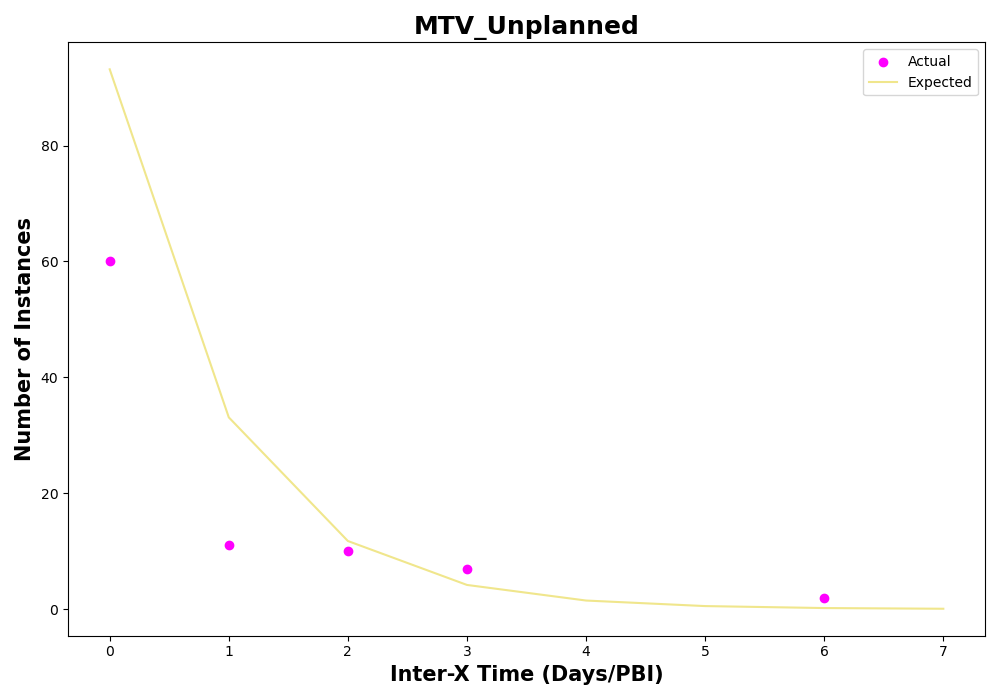 MTV_Unplanned
Actual
Expected
Number of Instances
80
60
40
20
0
0 1 2 3 4 5 6 7
Inter-X Time (Days/PBI)